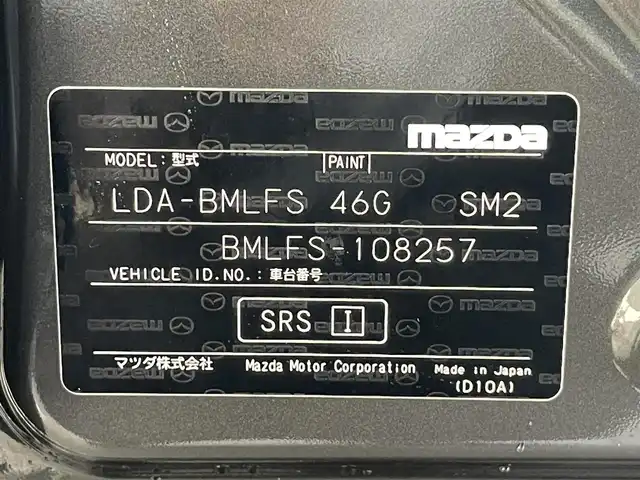 mazda
MODEL：型式 PAINT
LDA-BMLFS 46G SM2
BMLFS-108257
VEHICLE ID.NO.：車台番号
SRS I
マツダ株式会社 Mazda Motor Corporation Made in Japan
(D10A)